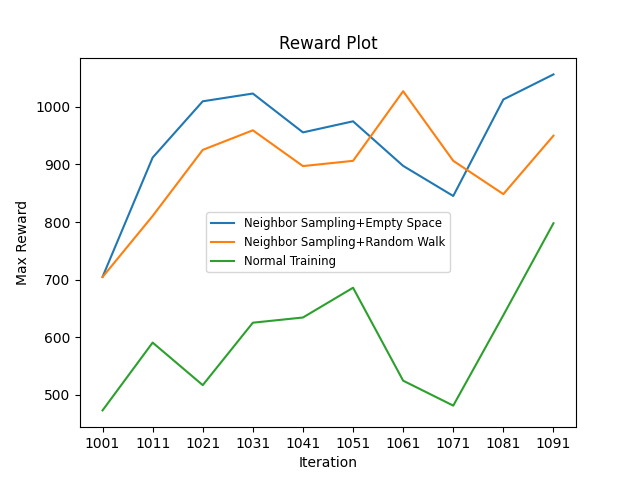 Reward Plot
Max Reward
1000
900
800
700
600
500
Neighbor Sampling+Empty Space
Neighbor Sampling+Random Walk
Normal Training
1001 1011 1021 1031 1041 1051 1061 1071 1081 1091
Iteration